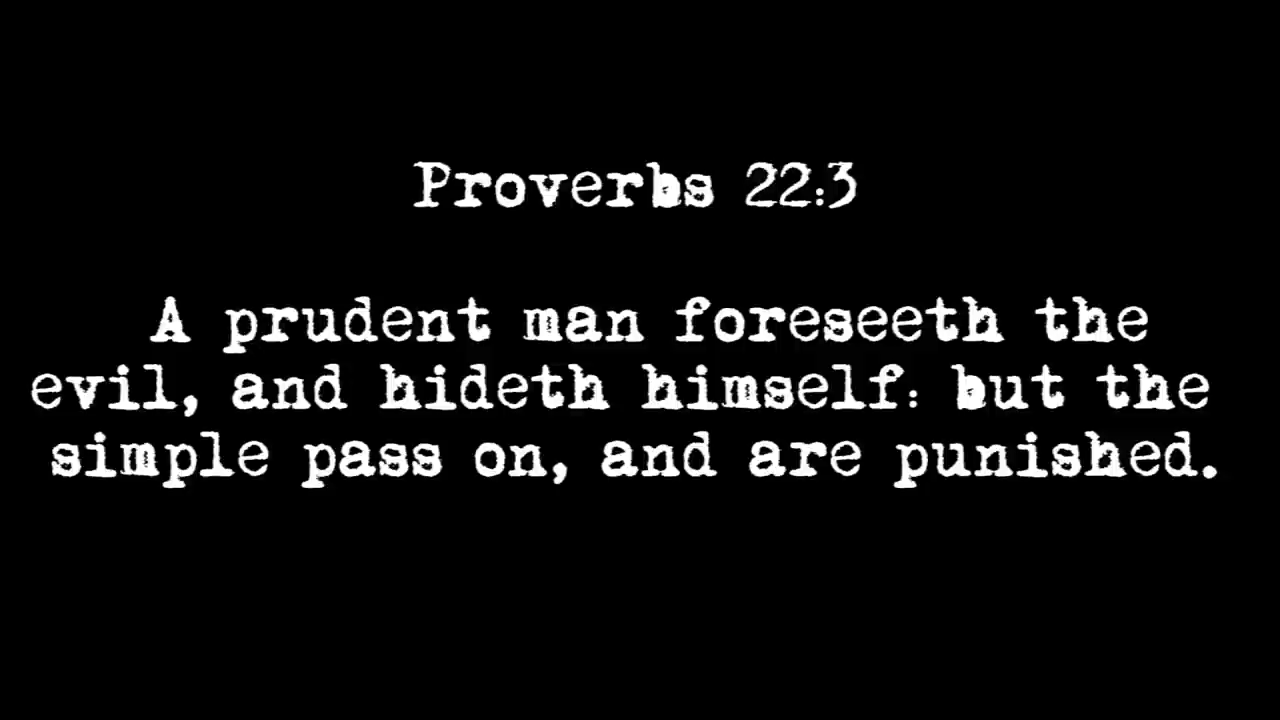 Proverbs 22:3
A prudent man foreseeth the
evil, and hideth himself: but the
simple pass on, and are punished.